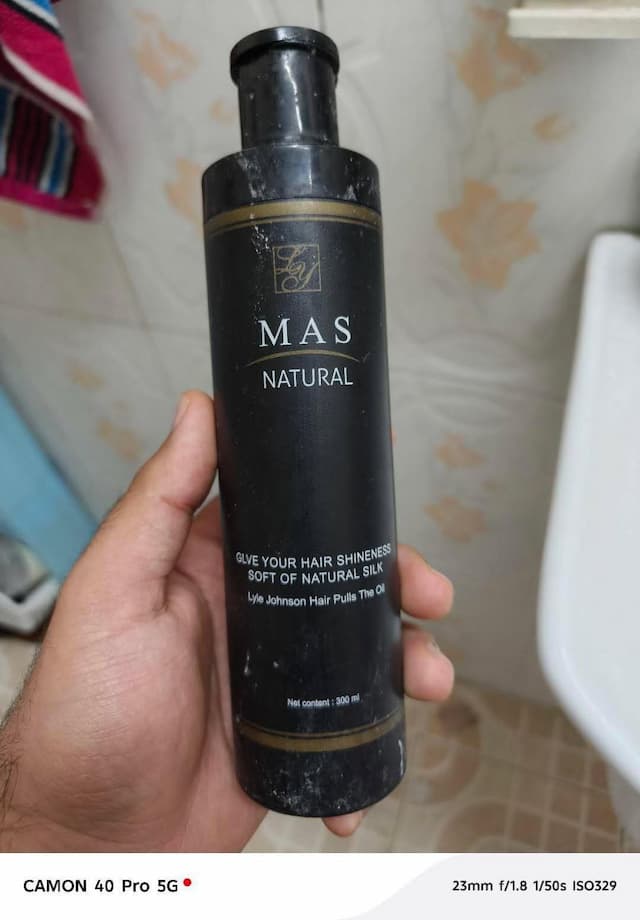 LY
MAS
NATURAL
GLVE YOUR HAIR SHINENESS
SOFT OF NATURAL SILK
Lyle Johnson Hair Pulls The Oil
Net content : 300 ml
CAMON 40 Pro 5G
23mm f/1.8 1/50s ISO329